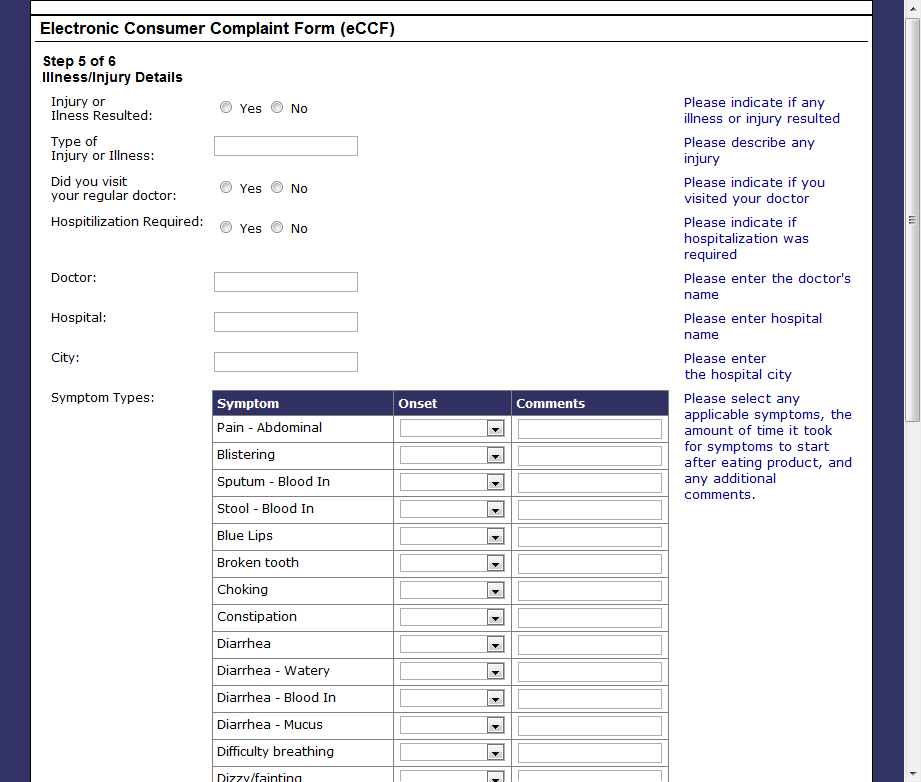 Electronic Consumer Complaint Form (eCCF)
Step 5 of 6
Illness/Injury Details
Injury or
Ilness Resulted:
Yes No
Please indicate if any
illness or injury resulted
Type of
Injury or Illness:
Please describe any
injury
Did you visit
your regular doctor:
Yes No
Please indicate if you
visited your doctor
Hospitilization Required:
Yes No
Please indicate if
hospitalization was
required
Doctor:
Please enter the doctor's
name
Hospital:
Please enter hospital
name
City:
Please enter
the hospital city
Symptom Types:
Please select any
applicable symptoms, the
amount of time it took
for symptoms to start
after eating product, and
any additional
comments.
Symptom Onset Comments
Pain - Abdominal
Blistering
Sputum - Blood In
Stool - Blood In
Blue Lips
Broken tooth
Choking
Constipation
Diarrhea
Diarrhea - Watery
Diarrhea - Blood In
Diarrhea - Mucus
Difficulty breathing
Dizzy/fainting